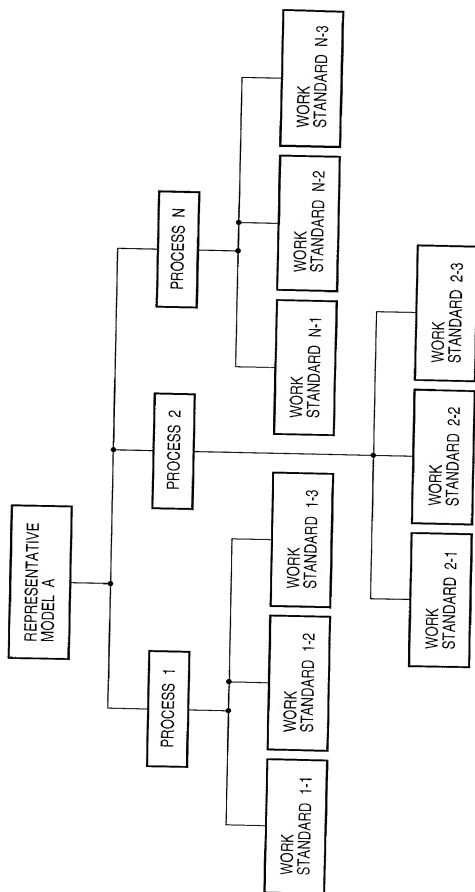 REPRESENTATIVE
MODEL A
PROCESS 1
PROCESS 2
PROCESS N
WORK
STANDARD 1-1
WORK
STANDARD 1-2
WORK
STANDARD 1-3
WORK
STANDARD N-1
WORK
STANDARD N-2
WORK
STANDARD N-3
WORK
STANDARD 2-1
WORK
STANDARD 2-2
WORK
STANDARD 2-3